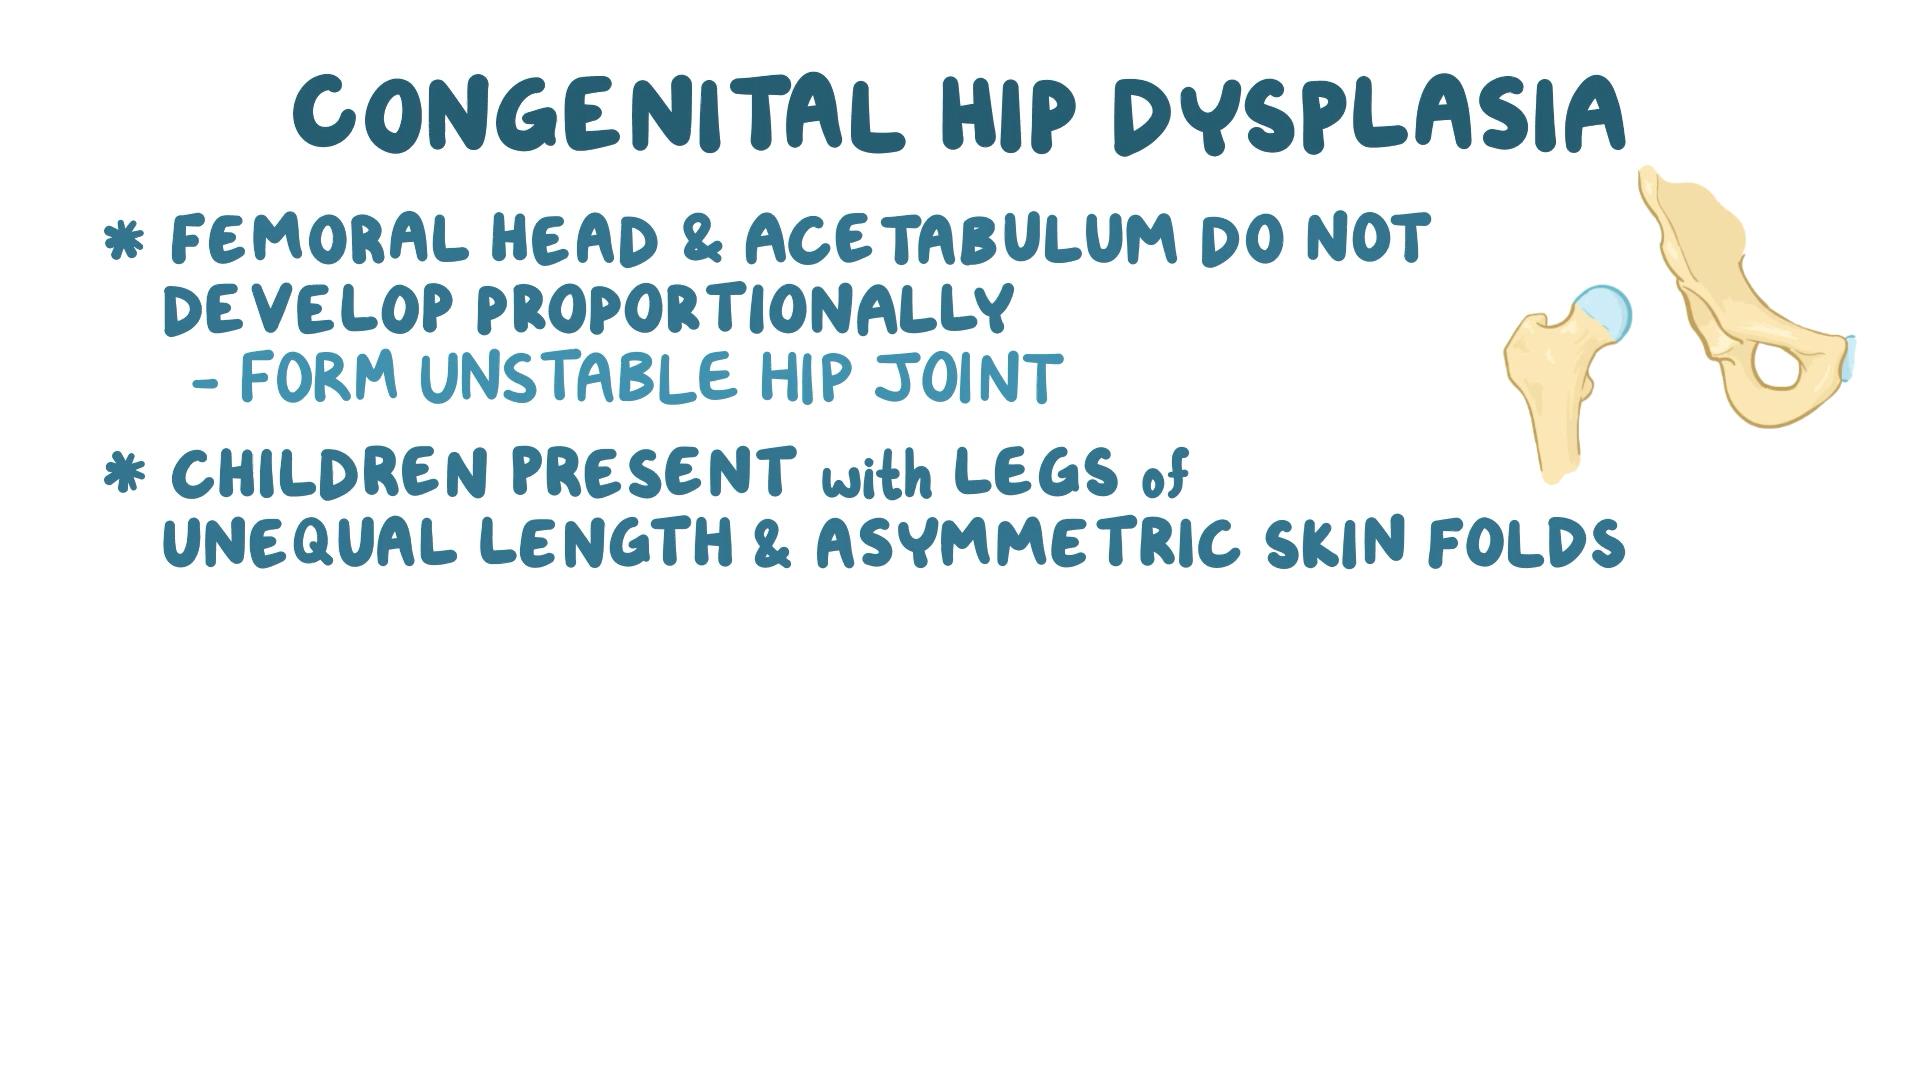 CONGENITAL HIP DYSPLASIA
* FEMORAL HEAD & ACETABULUM DO NOT
DEVELOP PROPORTIONALLY
- FORM UNSTABLE HIP JOINT
* CHILDREN PRESENT with LEGS of
UNEQUAL LENGTH & ASYMMETRIC SKIN FOLDS